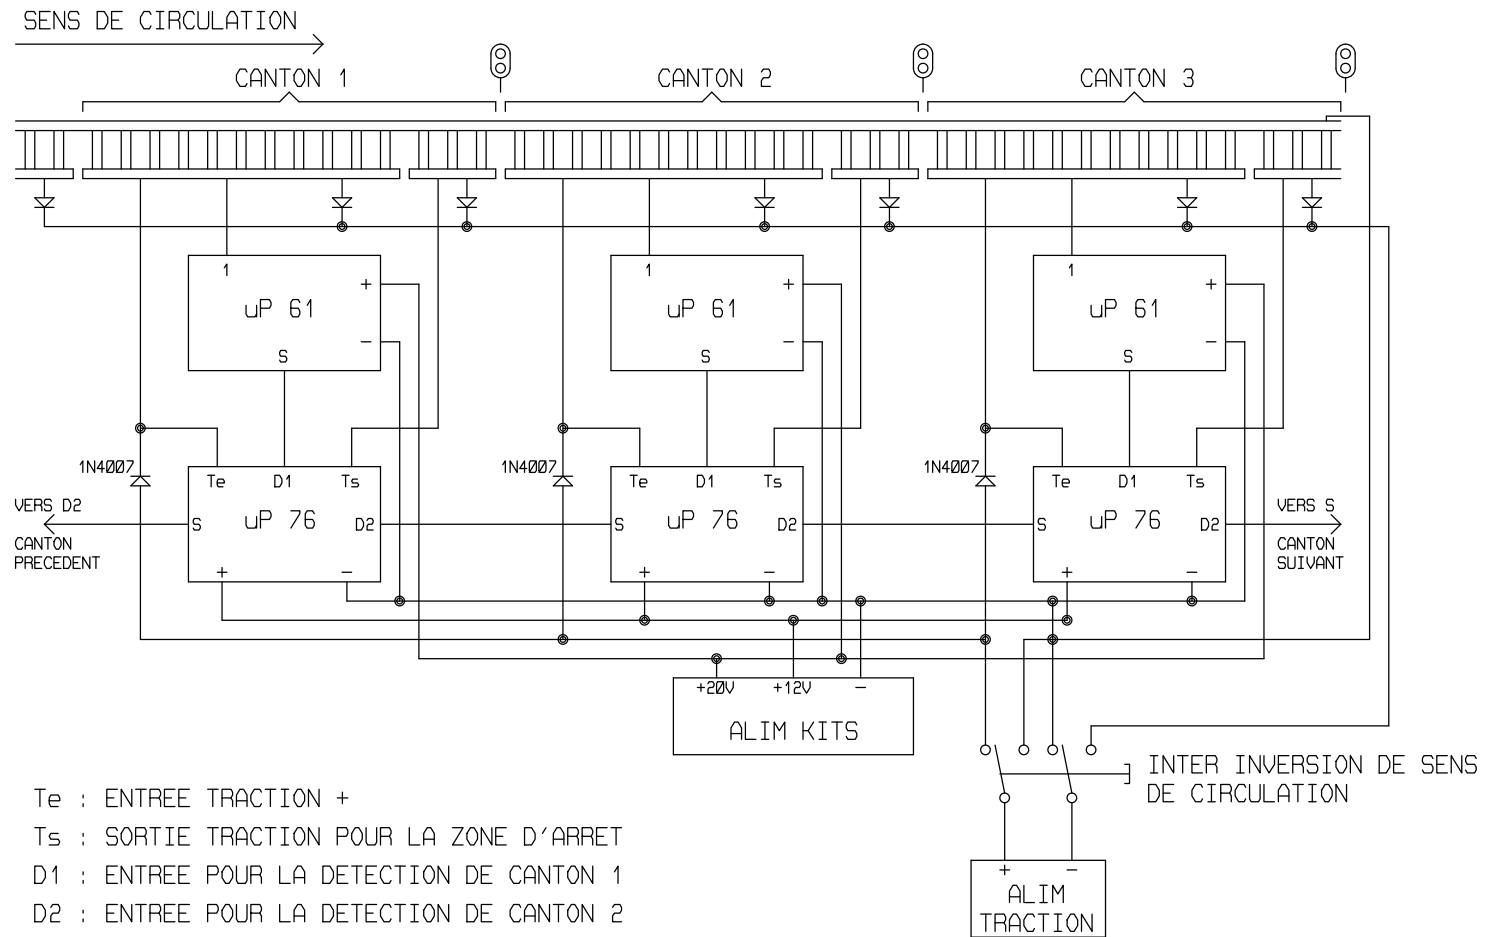 SENS DE CIRCULATION
CANTON 1
CANTON 2
CANTON 3
1
+
uP 61
-
S
1
+
uP 61
-
S
1
+
uP 61
-
S
1N4007
Te D1 Ts
1N4007
Te D1 Ts
1N4007
Te D1 Ts
VERS D2
S uP 76 D2
S uP 76 D2
S uP 76 D2
VERS S
CANTON
PRECEDENT
CANTON
SUIVANT
+ -
+ -
+ -
+20V +12V -
ALIM KITS
INTER INVERSION DE SENS
DE CIRCULATION
Te : ENTREE TRACTION +
Ts : SORTIE TRACTION POUR LA ZONE D'ARRET
D1 : ENTREE POUR LA DETECTION DE CANTON 1
D2 : ENTREE POUR LA DETECTION DE CANTON 2
+ -
ALIM
TRACTION